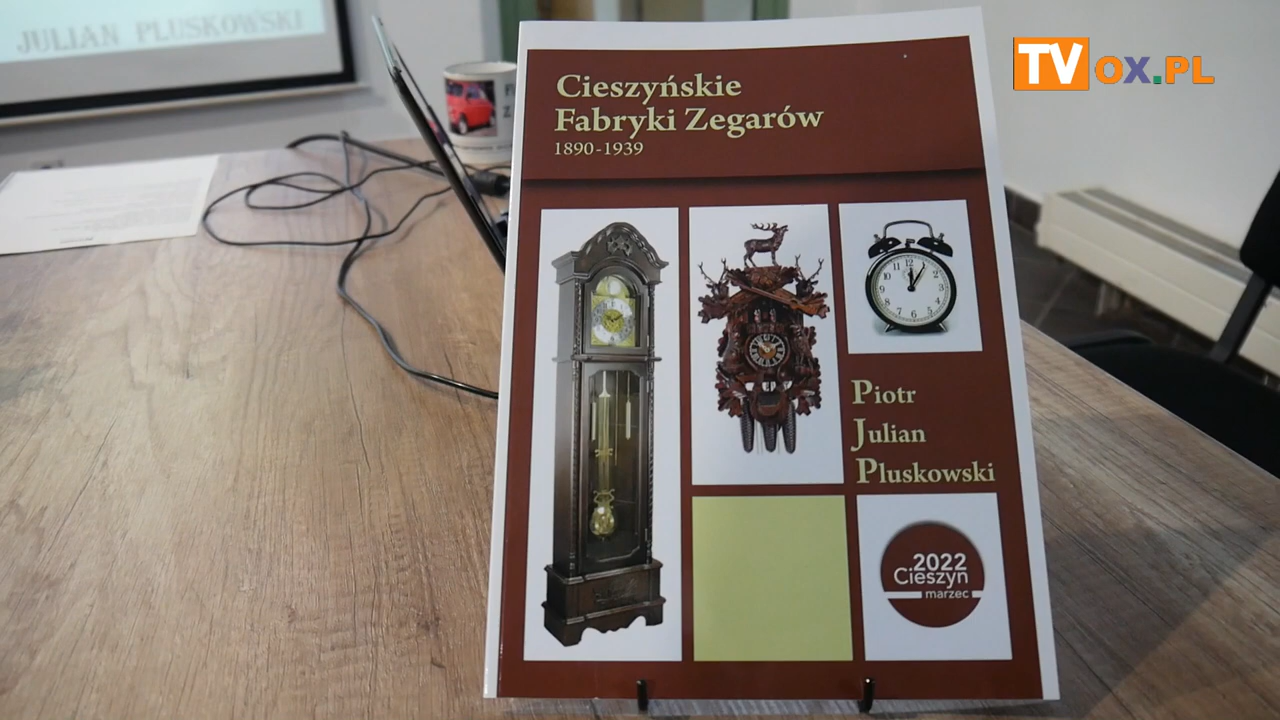 JULIAN PLUSKOWSKI
TVOX.PL
Cieszyńskie
Fabryki Zegarów
1890-1939
Piotr
Julian
Pluskowski
2022
Cieszyn
marzec